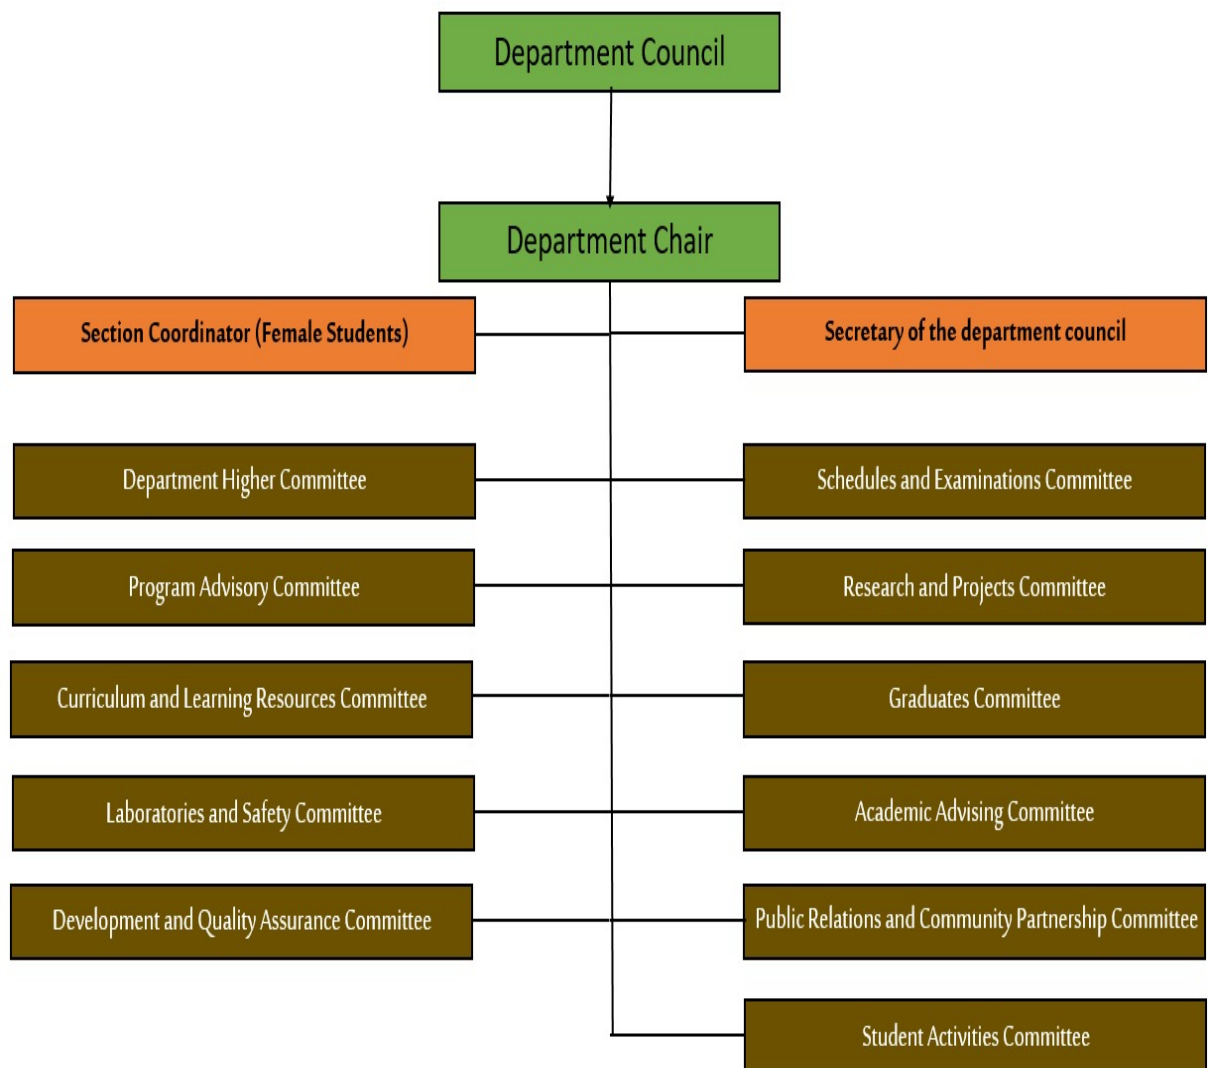 Department Council
Department Chair
Section Coordinator (Female Students)
Secretary of the department council
Department Higher Committee
Schedules and Examinations Committee
Program Advisory Committee
Research and Projects Committee
Curriculum and Learning Resources Committee
Graduates Committee
Laboratories and Safety Committee
Academic Advising Committee
Development and Quality Assurance Committee
Public Relations and Community Partnership Committee
Student Activities Committee